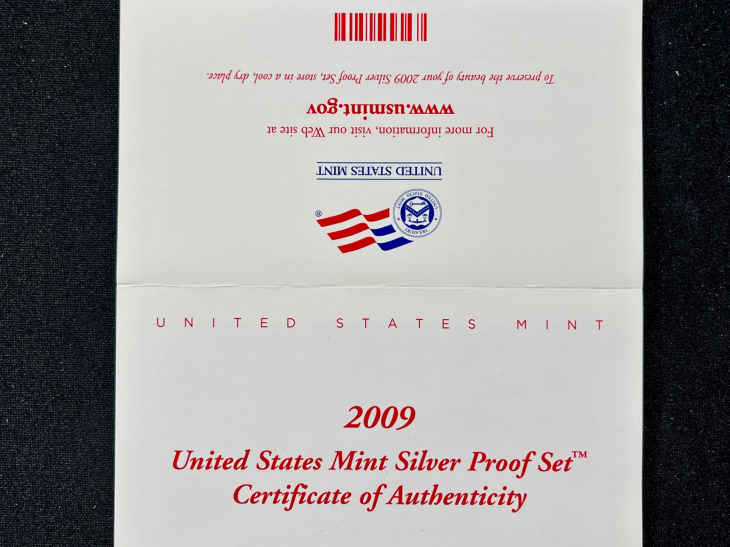 UNITED STATES MINT
2009
United States Mint Silver Proof Set™
Certificate of Authenticity
®
UNITED STATES MINT
For more information, visit our Web site at
www.usmint.gov
To preserve the beauty of your 2009 Silver Proof Set, store in a cool, dry place.